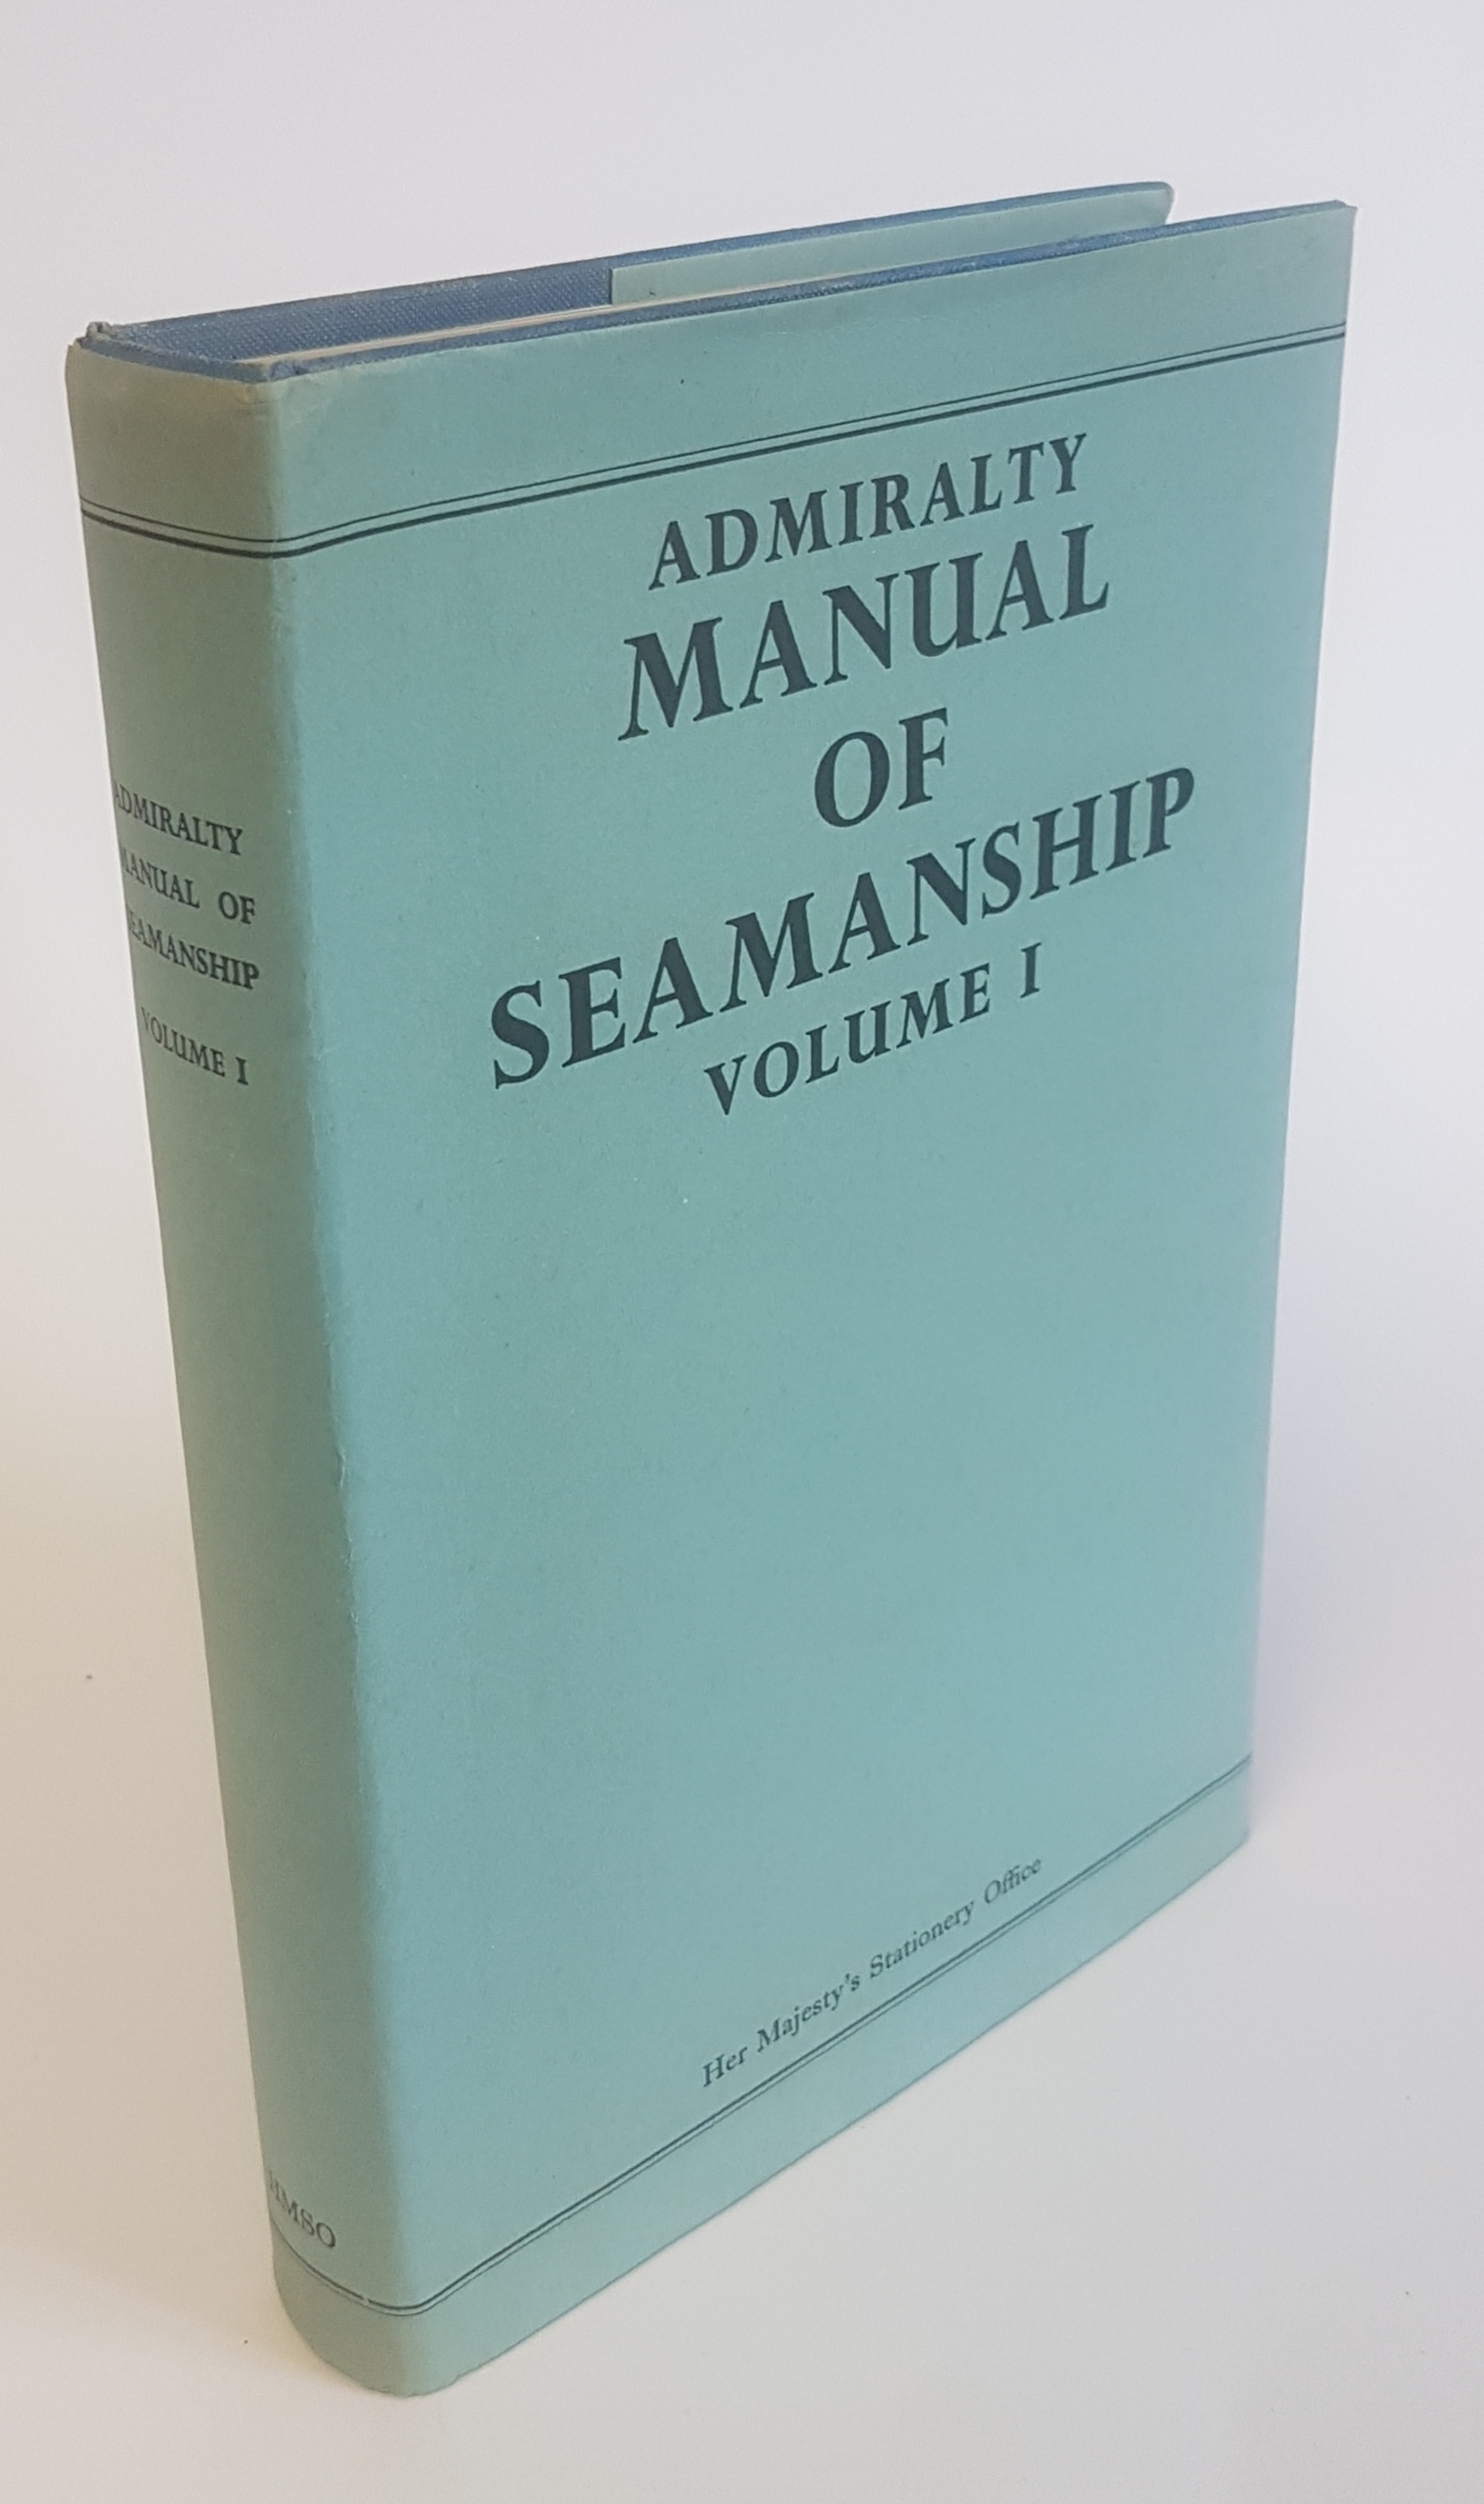 ADMIRALTY
MANUAL OF
SEAMANSHIP
VOLUME I
HMSO
ADMIRALTY
MANUAL
OF
SEAMANSHIP
VOLUME I
Her Majesty's Stationery Office